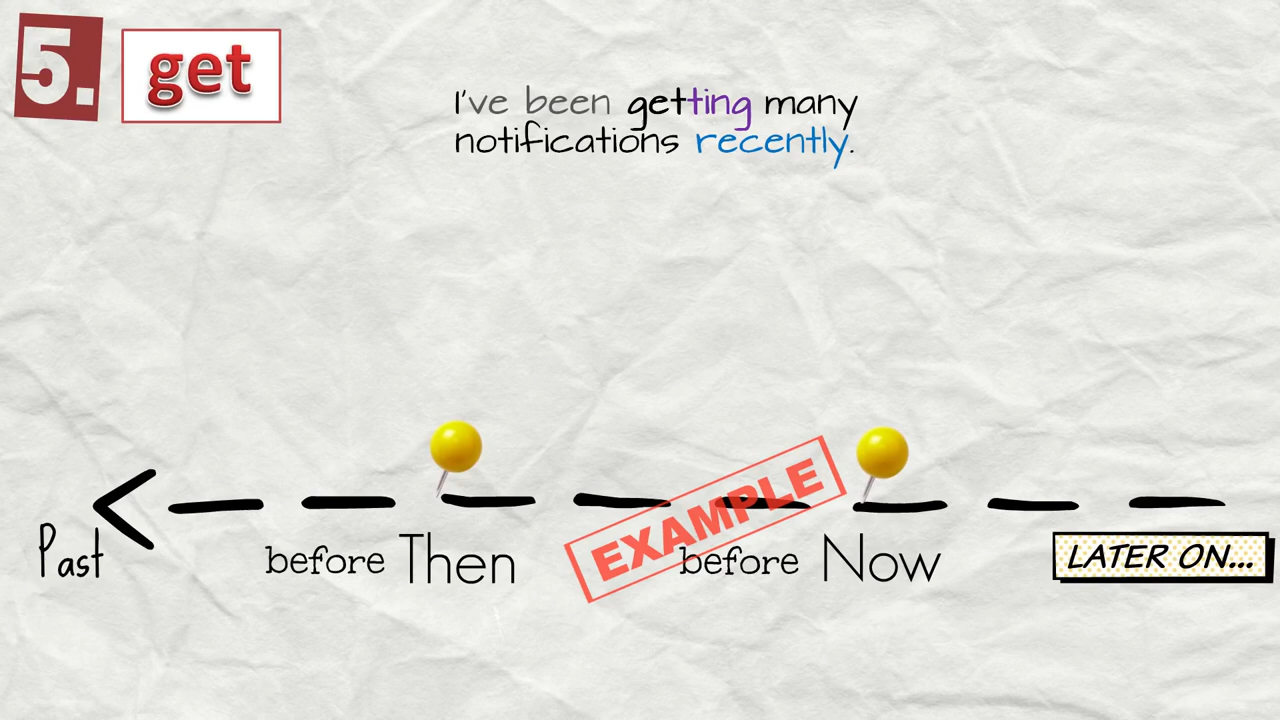 5.
get
I've been getting many
notifications recently.
EXAMPLE
Past
before Then
before Now
LATER ON...